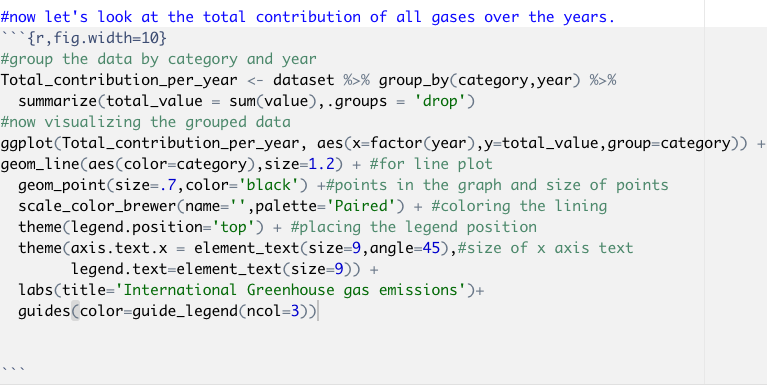 #now let's look at the total contribution of all gases over the years.
```{r,fig.width=10}
#group the data by category and year
Total_contribution_per_year <- dataset %>% group_by(category,year) %>%
  summarize(total_value = sum(value),.groups = 'drop')
#now visualizing the grouped data
ggplot(Total_contribution_per_year, aes(x=factor(year),y=total_value,group=category)) +
geom_line(aes(color=category),size=1.2) + #for line plot
  geom_point(size=.7,color='black') +#points in the graph and size of points
  scale_color_brewer(name='',palette='Paired') + #coloring the lining
  theme(legend.position='top') + #placing the legend position
  theme(axis.text.x = element_text(size=9,angle=45),#size of x axis text
        legend.text=element_text(size=9)) +
  labs(title='International Greenhouse gas emissions')+
  guides(color=guide_legend(ncol=3))
```